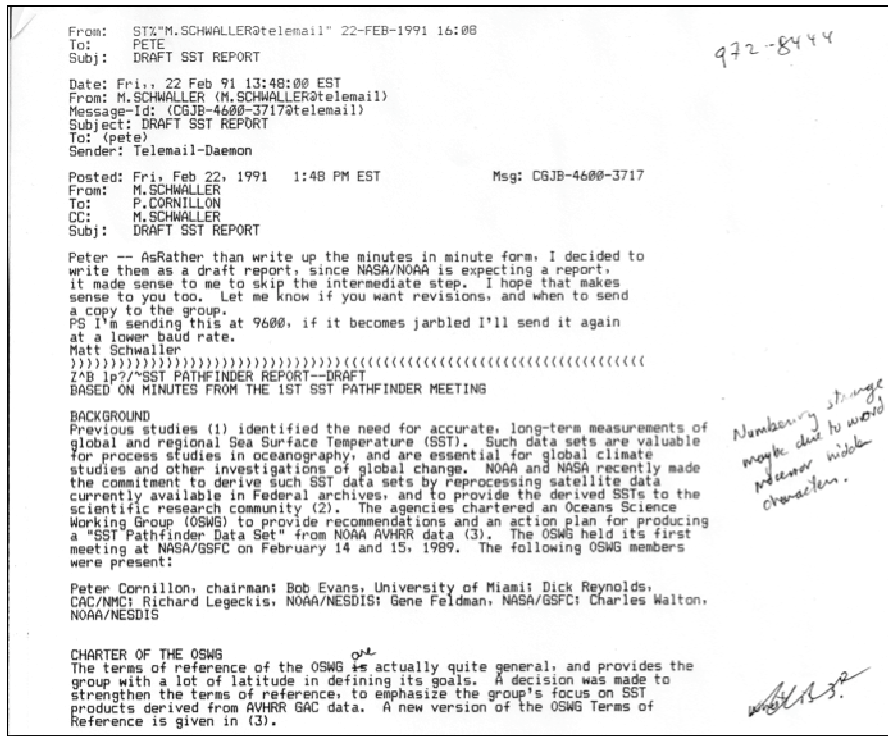 From: ST%"M.SCHWALLER@telemail" 22-FEB-1991 16:08
To: PETE
Subj: DRAFT SST REPORT
972-8444
Date: Fri., 22 Feb 91 13:48:00 EST
From: M.SCHWALLER (M.SCHWALLER@telemail)
Message-Id: (CGJB-4600-3717@telemail)
Subject: DRAFT SST REPORT
To: (pete)
Sender: Telemail-Daemon
Posted: Fri, Feb 22, 1991 1:48 PM EST Msg: CGJB-4600-3717
From: M.SCHWALLER
To: P.CORNILLON
CC: M.SCHWALLER
Subj: DRAFT SST REPORT
Peter -- AsRather than write up the minutes in minute form, I decided to
write them as a draft report, since NASA/NOAA is expecting a report,
it made sense to me to skip the intermediate step. I hope that makes
sense to you too. Let me know if you want revisions, and when to send
a copy to the group.
PS I'm sending this at 9600, if it becomes jarbled I'll send it again
at a lower baud rate.
Matt Schwaller
)))))))))))))))))))))))))))))))))))(((((((((((((((((((((((((((((((((((((
Z^B lp?/~SST PATHFINDER REPORT--DRAFT
BASED ON MINUTES FROM THE 1ST SST PATHFINDER MEETING
BACKGROUND
Previous studies (1) identified the need for accurate, long-term measurements of
global and regional Sea Surface Temperature (SST). Such data sets are valuable
for process studies in oceanography, and are essential for global climate
studies and other investigations of global change. NOAA and NASA recently made
the commitment to derive such SST data sets by reprocessing satellite data
currently available in Federal archives, and to provide the derived SSTs to the
scientific research community (2). The agencies chartered an Oceans Science
Working Group (OSWG) to provide recommendations and an action plan for producing
a "SST Pathfinder Data Set" from NOAA AVHRR data (3). The OSWG held its first
meeting at NASA/GSFC on February 14 and 15, 1989. The following OSWG members
were present:
Numbering strange
maybe due to word
processor hidden
characters.
Peter Cornillon, chairman; Bob Evans, University of Miami; Dick Reynolds,
CAC/NMC; Richard Legeckis, NOAA/NESDIS; Gene Feldman, NASA/GSFC; Charles Walton,
NOAA/NESDIS
CHARTER OF THE OSWG
are
The terms of reference of the OSWG is actually quite general, and provides the
group with a lot of latitude in defining its goals. A decision was made to
strengthen the terms of reference, to emphasize the group's focus on SST
products derived from AVHRR GAC data. A new version of the OSWG Terms of
Reference is given in (3).